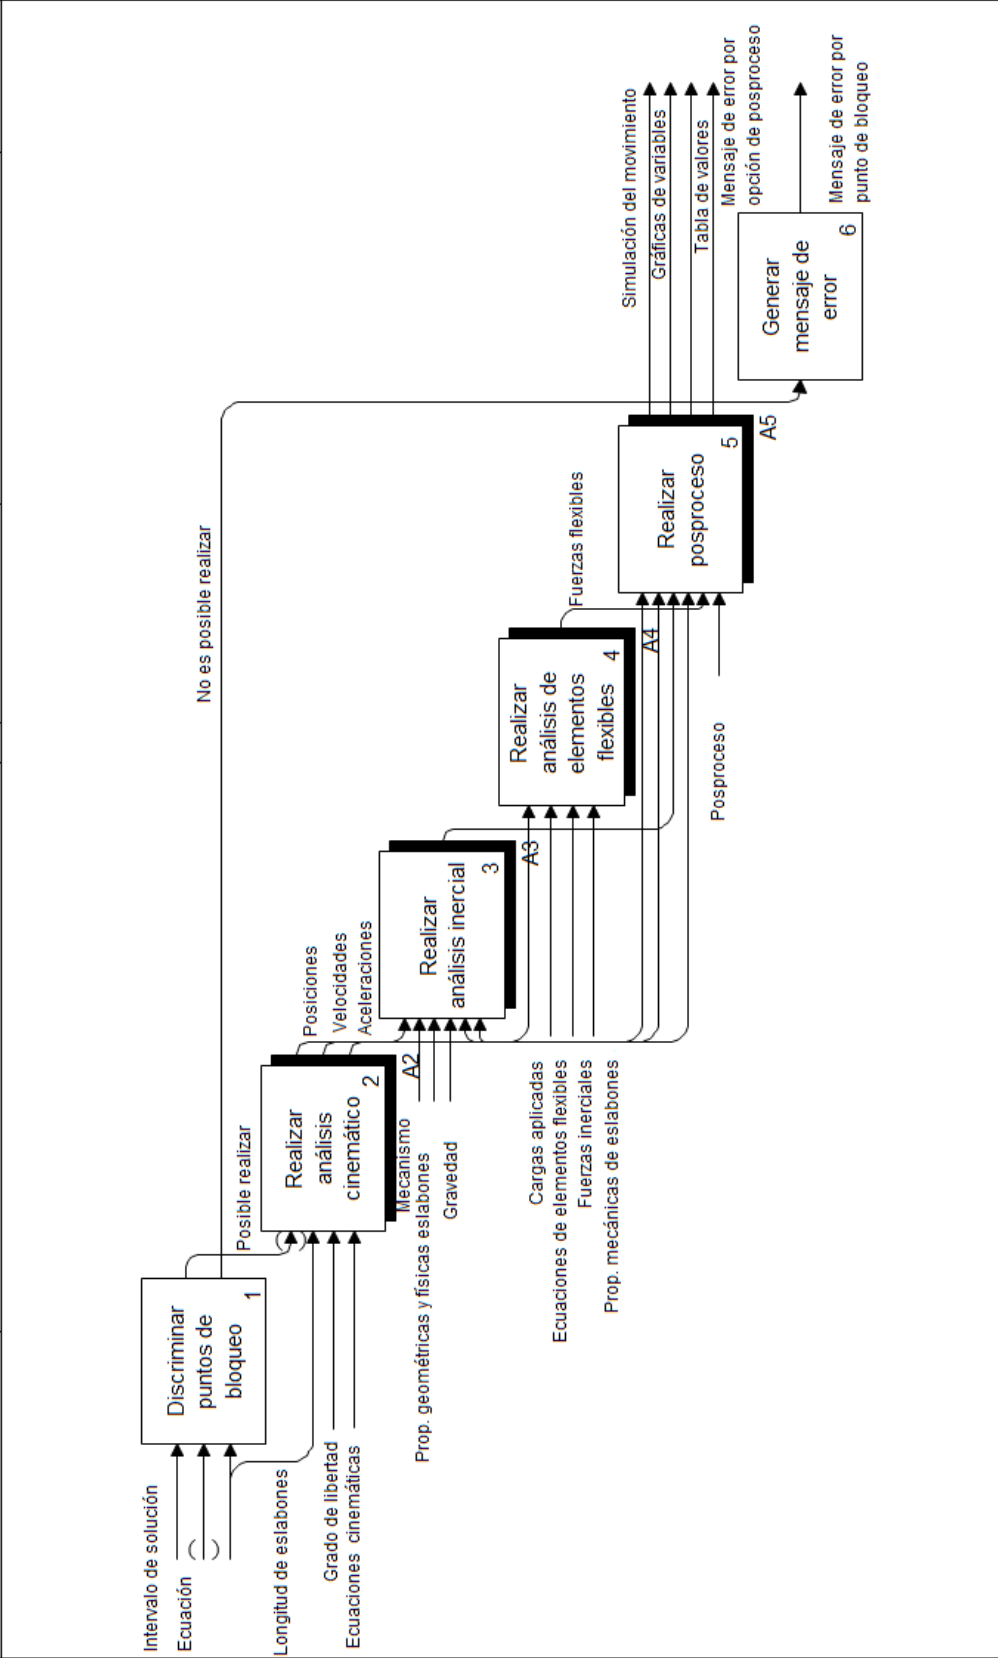 Intervalo de solución
Ecuación
Longitud de eslabones
Grado de libertad
Ecuaciones cinemáticas
Discriminar
puntos de
bloqueo
1
Posible realizar
No es posible realizar
Realizar
análisis
cinemático
2
A2
Posiciones
Velocidades
Aceleraciones
Mecanismo
Prop. geométricas y físicas eslabones
Gravedad
Realizar
análisis inercial
3
A3
Cargas aplicadas
Ecuaciones de elementos flexibles
Fuerzas inerciales
Prop. mecánicas de eslabones
Realizar
análisis de
elementos
flexibles
4
A4
Fuerzas flexibles
Posproceso
Realizar
posproceso
5
A5
Simulación del movimiento
Gráficas de variables
Tabla de valores
Mensaje de error por
opción de posproceso
Generar
mensaje de
error
6
Mensaje de error por
punto de bloqueo